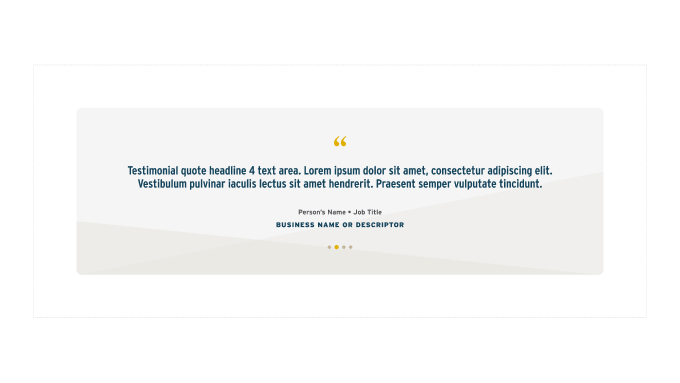 “
Testimonial quote headline 4 text area. Lorem ipsum dolor sit amet, consectetur adipiscing elit.
Vestibulum pulvinar iaculis lectus sit amet hendrerit. Praesent semper vulputate tincidunt.
Person's Name • Job Title
BUSINESS NAME OR DESCRIPTOR